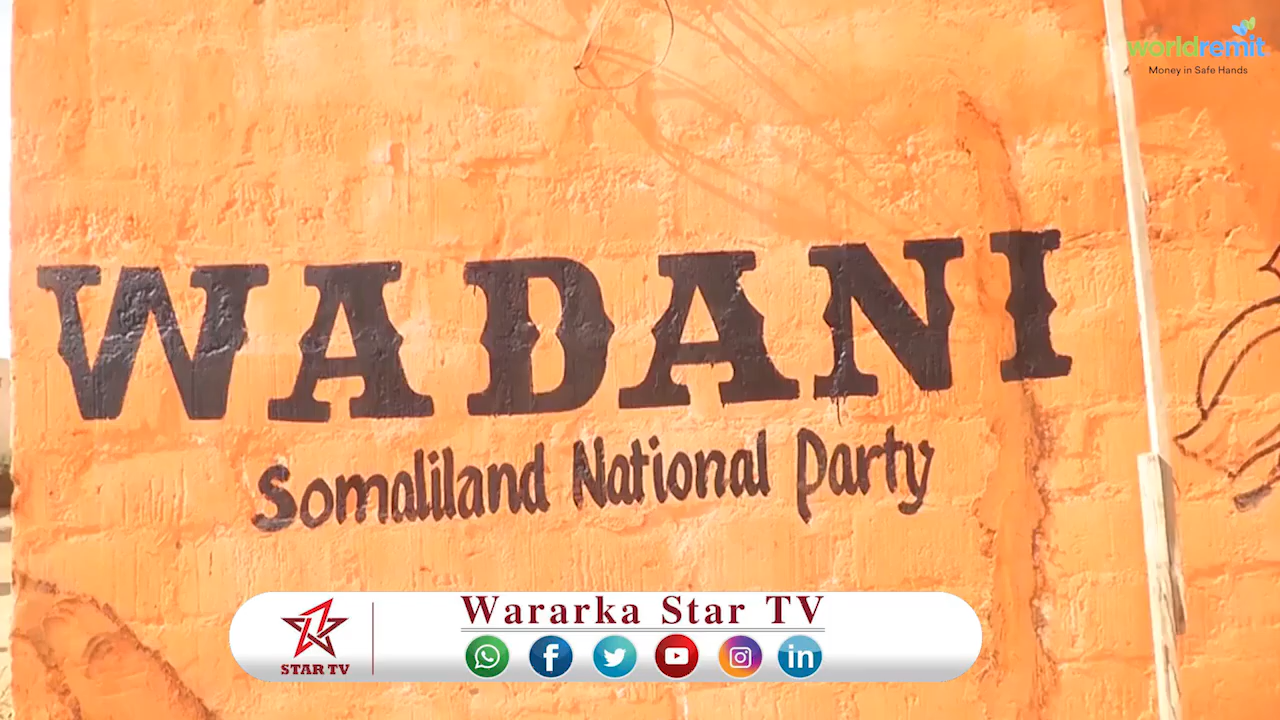 worldremit
Money in Safe Hands
WADANI
Somaliland National Party
Wararka Star TV
STAR TV